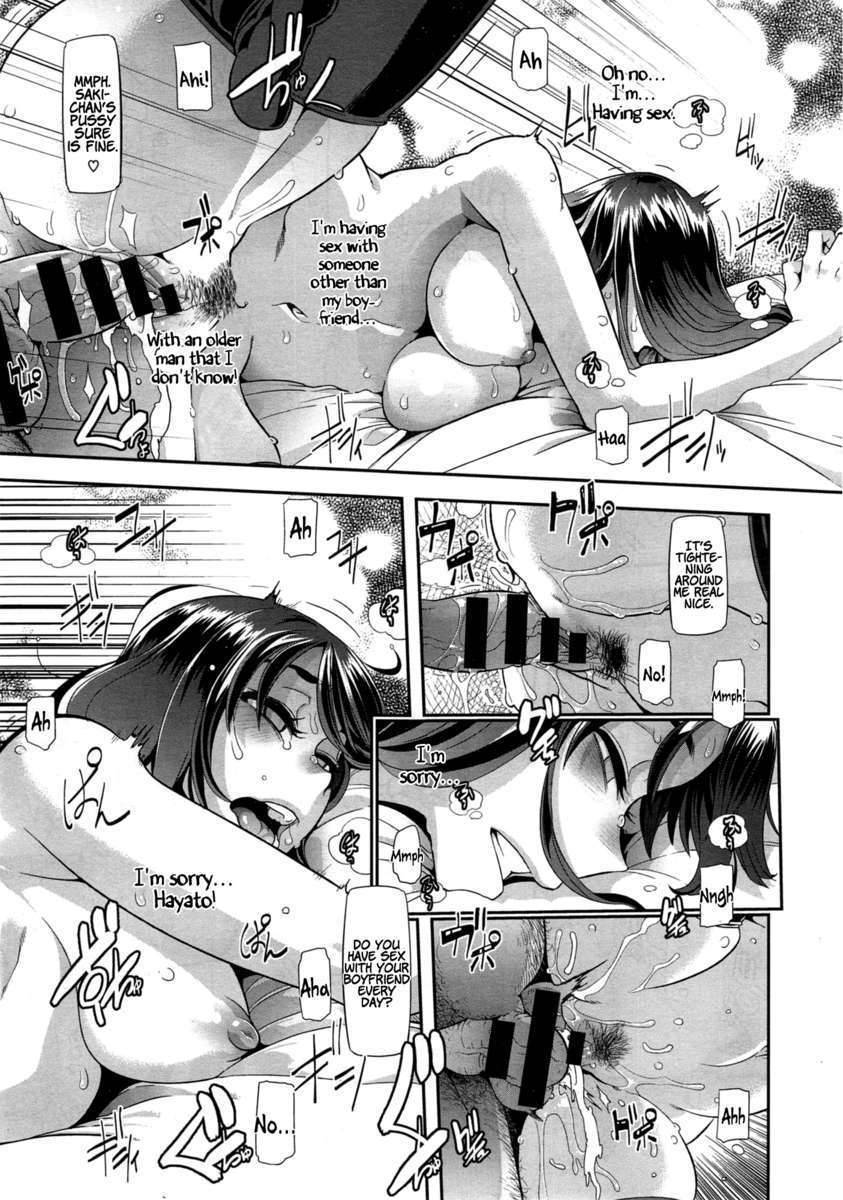 Ah
Oh no...
I'm...
Having sex.
Ahi!
MMPH.
SAKI-
CHAN'S
PUSSY
SURE
IS FINE.
♡
I'm having
sex with
someone
other than
my boy-
friend...
With an older
man that I
don't know!
Haa
IT'S
TIGHTE-
NING
AROUND
ME REAL
NICE.
No!
Mmph!
Ah
Ah
ぱん
I'm sorry...
Hayato!
ぱん
Aha
No...
I'm
sorry...
Mmph
Nngh
DO YOU
HAVE SEX
WITH YOUR
BOYFRIEND
EVERY
DAY?
Ahh